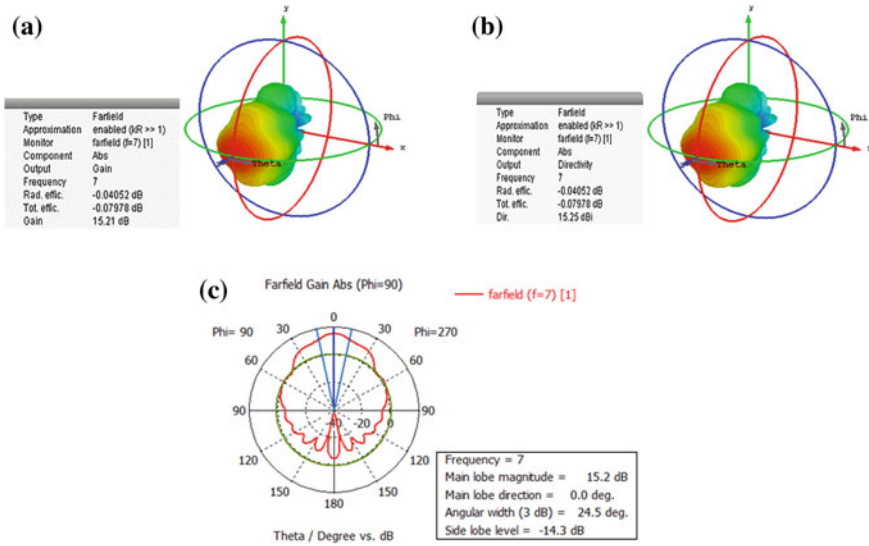 (a)
y
Phi
x
Theta
Type Farfield
Approximation enabled (kR >> 1)
Monitor farfield (f=7) [1]
Component Abs
Output Gain
Frequency 7
Rad. effic. -0.04052 dB
Tot. effic. -0.07978 dB
Gain 15.21 dB
(b)
y
Phi
x
Theta
Type Farfield
Approximation enabled (kR >> 1)
Monitor farfield (f=7) [1]
Component Abs
Output Directivity
Frequency 7
Rad. effic. -0.04052 dB
Tot. effic. -0.07978 dB
Dir. 15.25 dBi
(c)
Farfield Gain Abs (Phi=90)
farfield (f=7) [1]
0
30 30
Phi= 90 Phi=270
60 60
90 -40 -20 0 90
120 120
150 150
180
Theta / Degree vs. dB
Frequency = 7
Main lobe magnitude = 15.2 dB
Main lobe direction = 0.0 deg.
Angular width (3 dB) = 24.5 deg.
Side lobe level = -14.3 dB